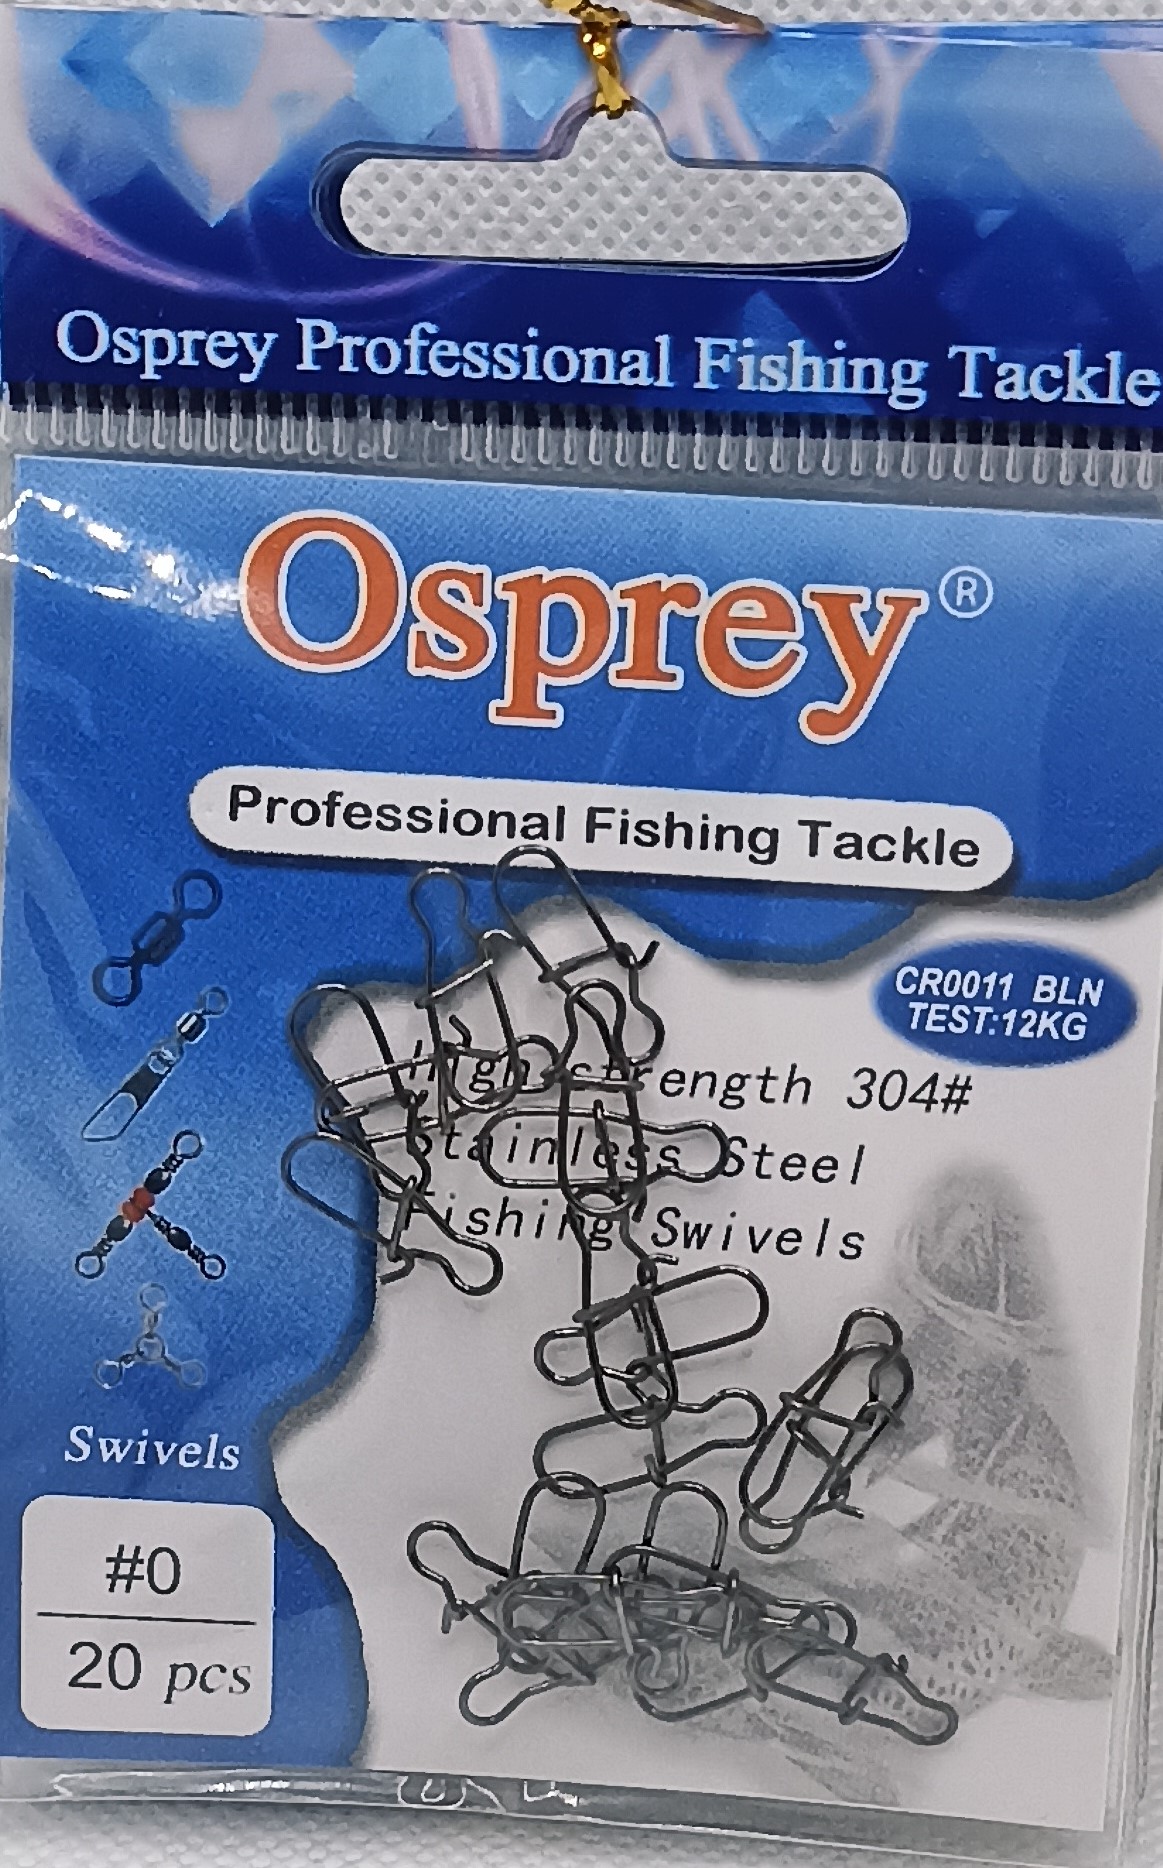 Osprey Professional Fishing Tackle
Osprey®
Professional Fishing Tackle
CR0011 BLN
TEST:12KG
High-strength 304#
Stainless Steel
Fishing Swivels
Swivels
#0
20 pcs